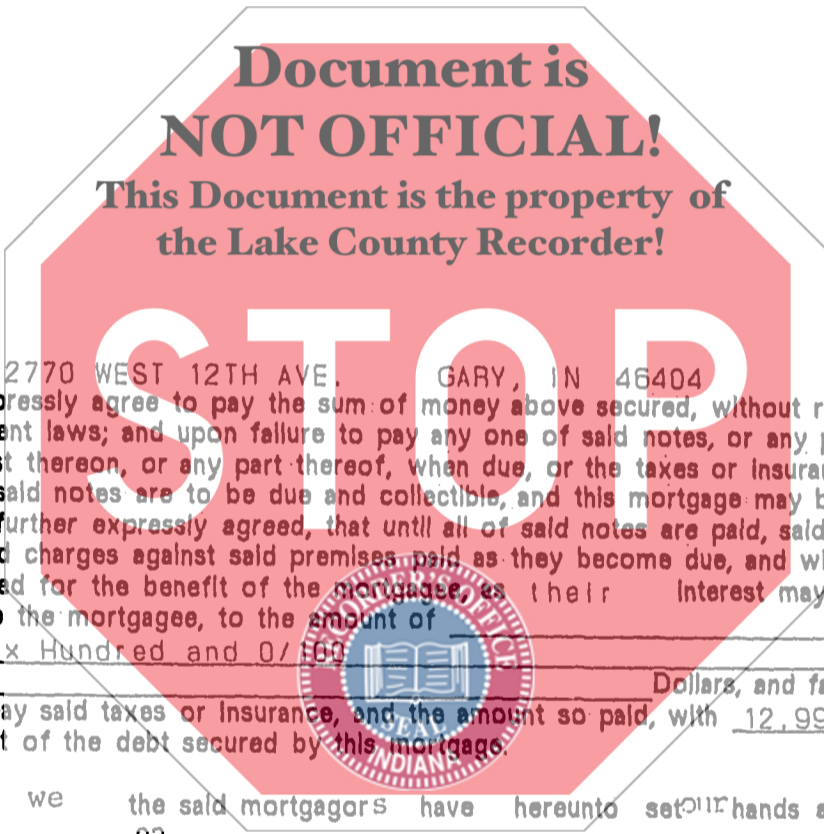 Document is
NOT OFFICIAL!
This Document is the property of
the Lake County Recorder!
STOP
2770 WEST 12TH AVE. GARY, IN 46404
ressly agree to pay the sum of money above secured, without r
ent laws; and upon failure to pay any one of said notes, or any p
t thereon, or any part thereof, when due, or the taxes or insura
said notes are to be due and collectible, and this mortgage may b
further expressly agreed, that until all of said notes are paid, said
d charges against said premises paid as they become due, and w
ed for the benefit of the mortgagee, as their interest may
the mortgagee, to the amount of
x Hundred and 0/100
Dollars, and fa
ay said taxes or insurance, and the amount so paid, with 12.99
t of the debt secured by this mortgage.
RECORDER'S OFFICE
SEAL
INDIANA
we the said mortgagors have hereunto set our hands a